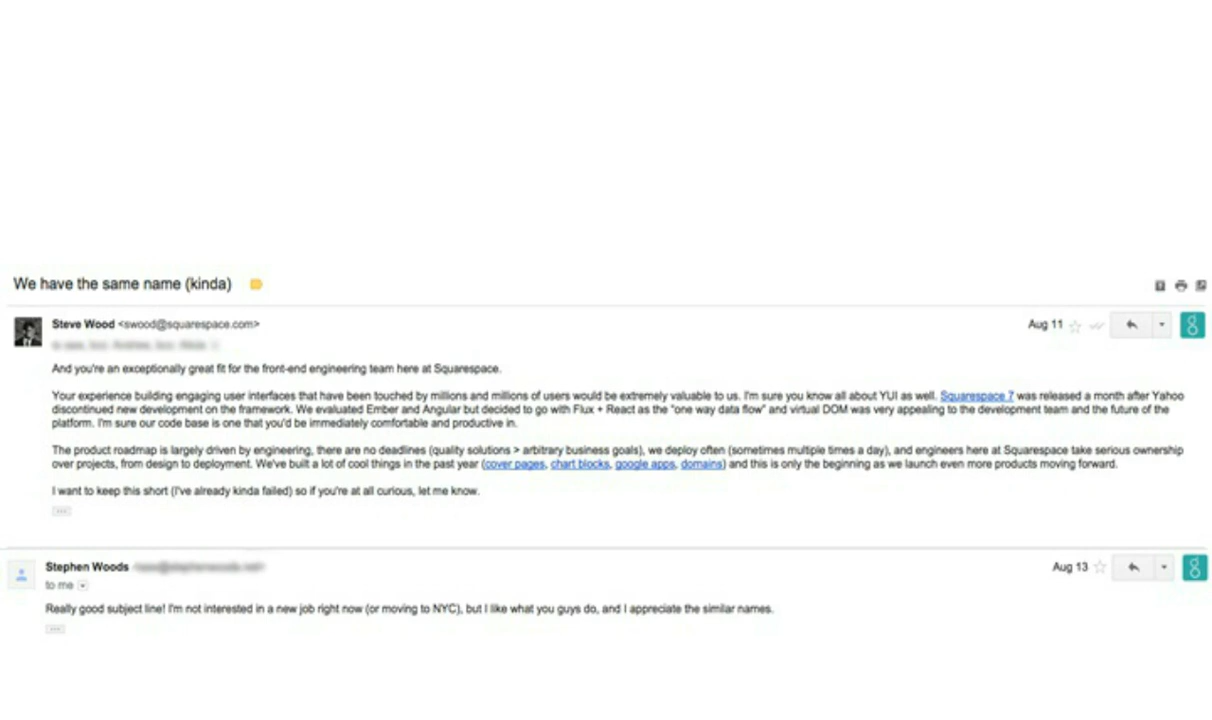 We have the same name (kinda)
Steve Wood <swood@squarespace.com>
Aug 11
And you're an exceptionally great fit for the front-end engineering team here at Squarespace.
Your experience building engaging user interfaces that have been touched by millions and millions of users would be extremely valuable to us. I'm sure you know all about YUI as well. Squarespace 7 was released a month after Yahoo
discontinued new development on the framework. We evaluated Ember and Angular but decided to go with Flux + React as the "one way data flow" and virtual DOM was very appealing to the development team and the future of the
platform. I'm sure our code base is one that you'd be immediately comfortable and productive in.
The product roadmap is largely driven by engineering, there are no deadlines (quality solutions > arbitrary business goals), we deploy often (sometimes multiple times a day), and engineers here at Squarespace take serious ownership
over projects, from design to deployment. We've built a lot of cool things in the past year (cover pages, chart blocks, google apps, domains) and this is only the beginning as we launch even more products moving forward.
I want to keep this short (I've already kinda failed) so if you're at all curious, let me know.
Stephen Woods
Aug 13
to me
Really good subject line! I'm not interested in a new job right now (or moving to NYC), but I like what you guys do, and I appreciate the similar names.